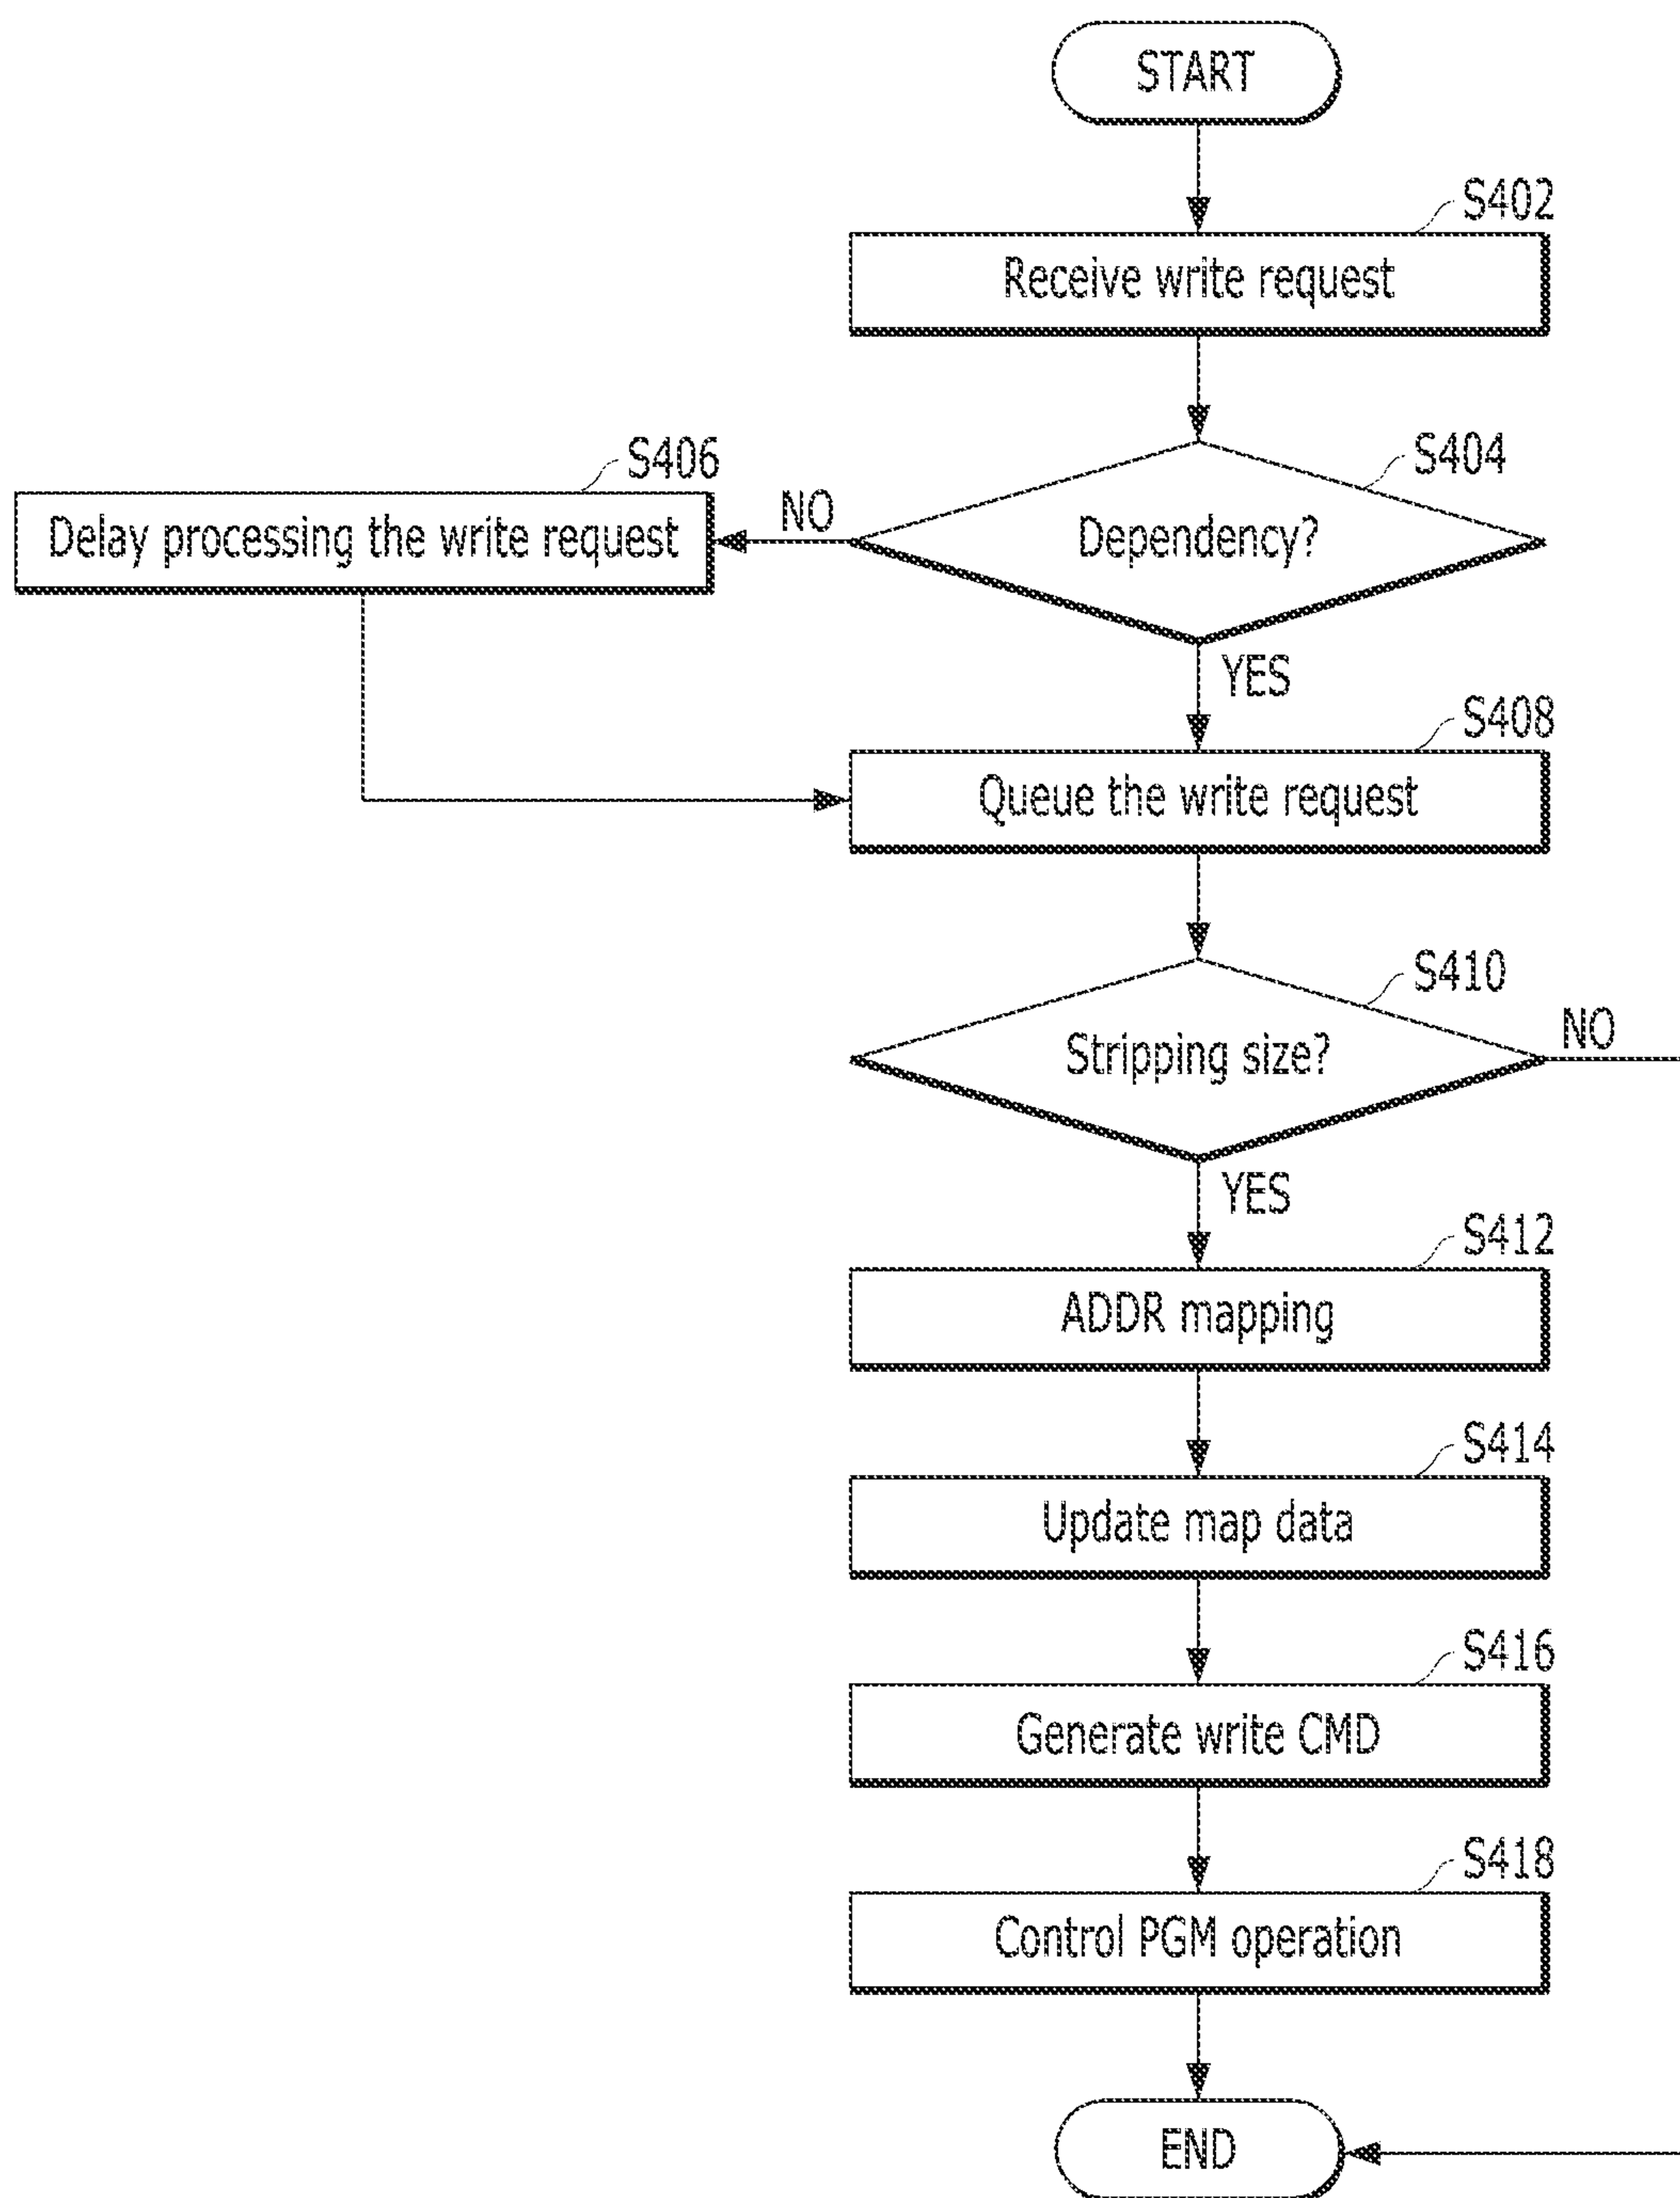 START
S402
Receive write request
S404
Dependency?
NO
S406
Delay processing the write request
YES
S408
Queue the write request
S410
Stripping size?
NO
YES
S412
ADDR mapping
S414
Update map data
S416
Generate write CMD
S418
Control PGM operation
END